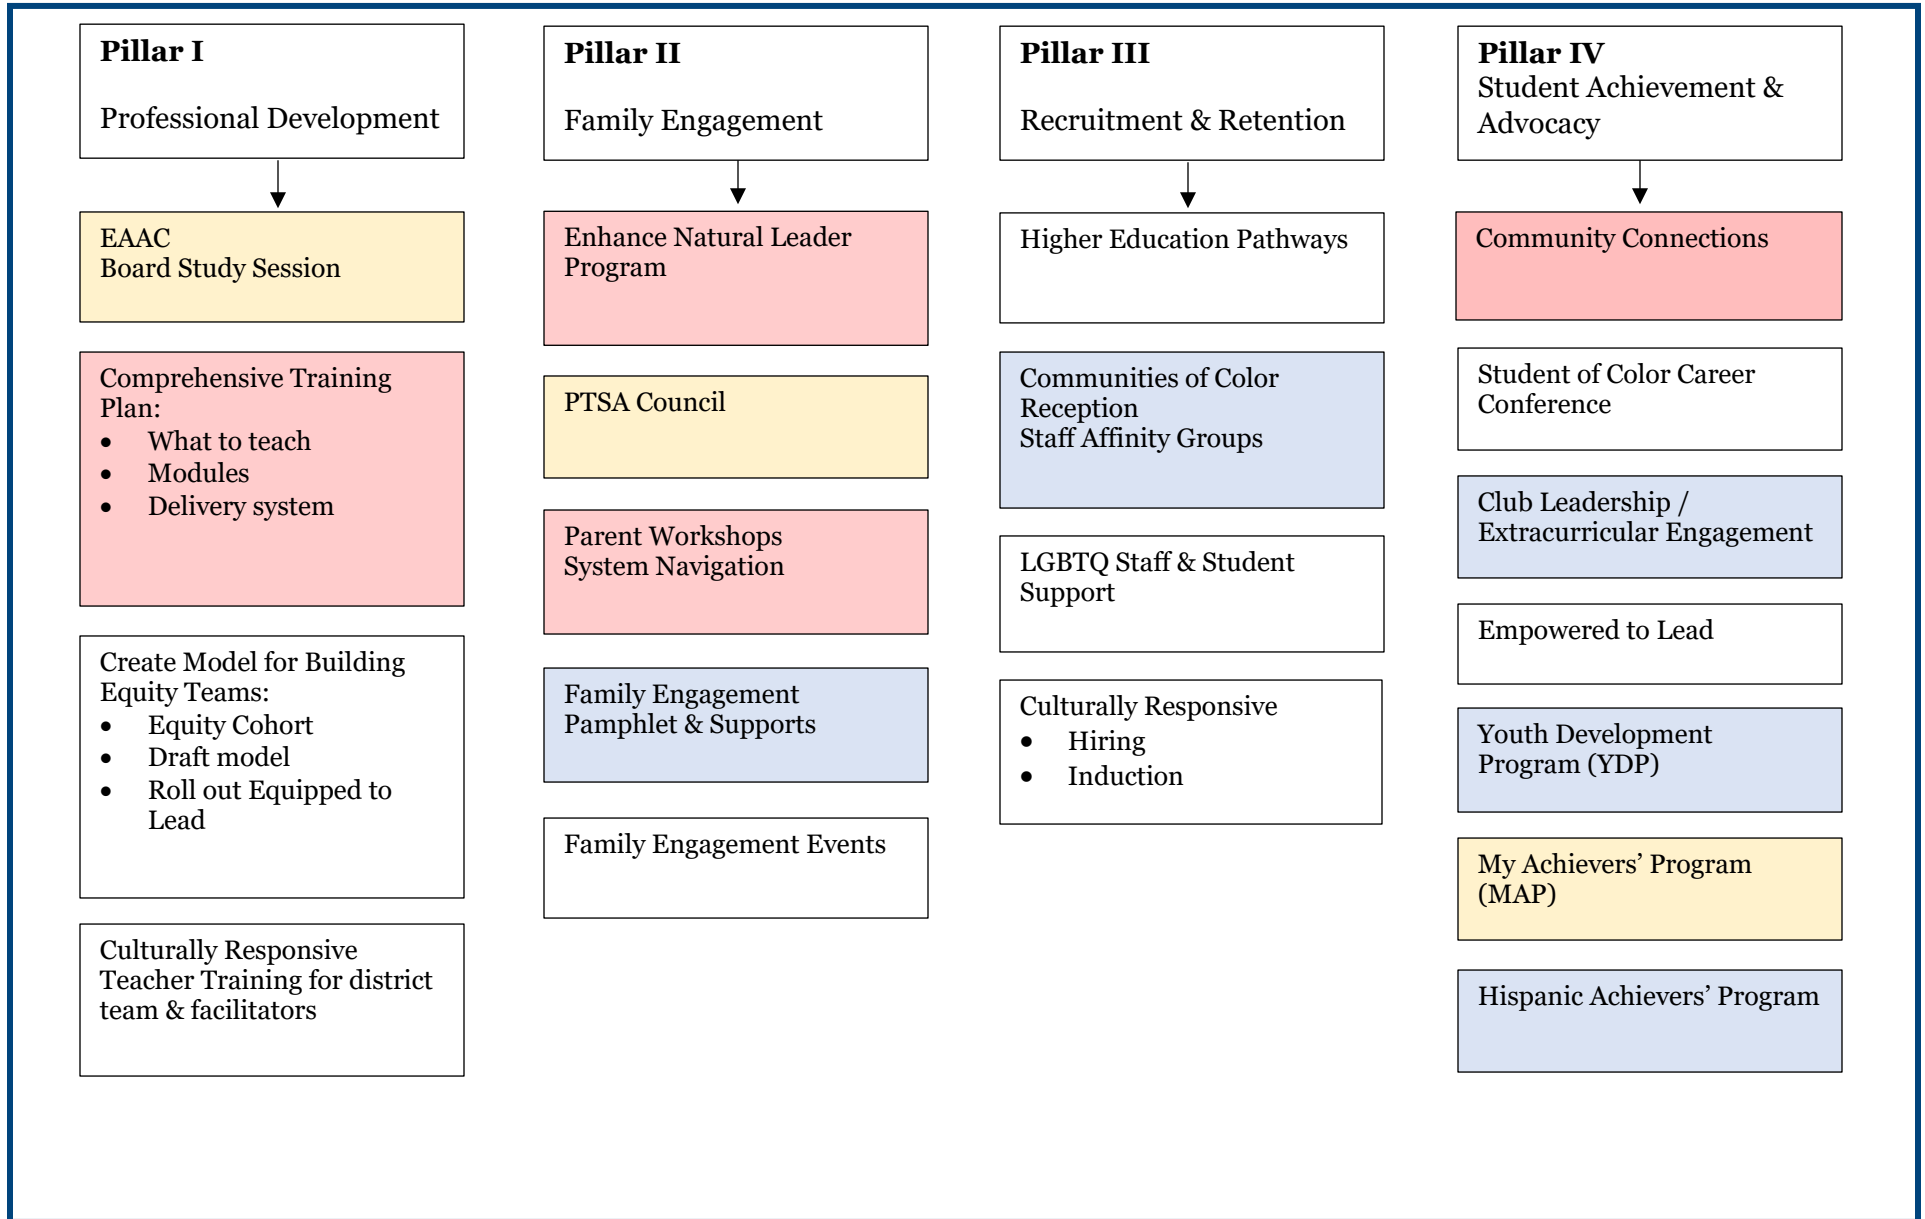 Pillar I
Professional Development
EAAC
Board Study Session
Comprehensive Training
Plan:
• What to teach
• Modules
• Delivery system
Create Model for Building
Equity Teams:
• Equity Cohort
• Draft model
• Roll out Equipped to
Lead
Culturally Responsive
Teacher Training for district
team & facilitators
Pillar II
Family Engagement
Enhance Natural Leader
Program
PTSA Council
Parent Workshops
System Navigation
Family Engagement
Pamphlet & Supports
Family Engagement Events
Pillar III
Recruitment & Retention
Higher Education Pathways
Communities of Color
Reception
Staff Affinity Groups
LGBTQ Staff & Student
Support
Culturally Responsive
• Hiring
• Induction
Pillar IV
Student Achievement &
Advocacy
Community Connections
Student of Color Career
Conference
Club Leadership /
Extracurricular Engagement
Empowered to Lead
Youth Development
Program (YDP)
My Achievers’ Program
(MAP)
Hispanic Achievers’ Program